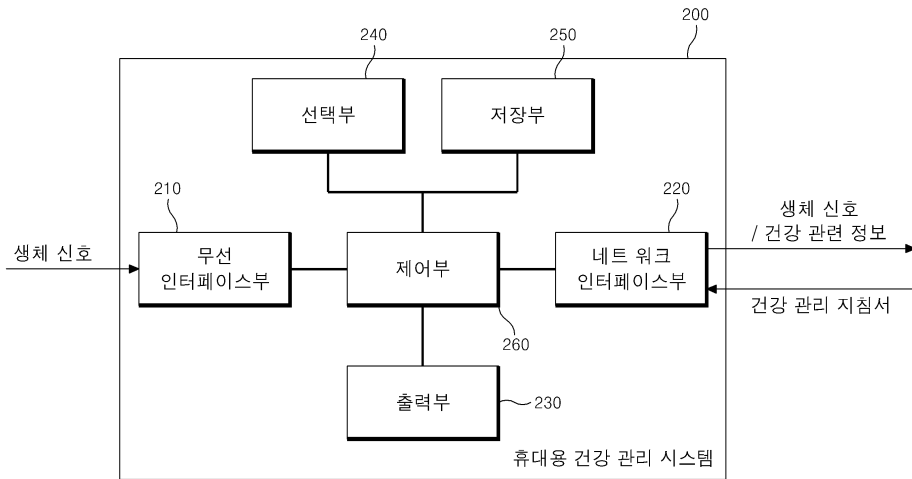 200
240
250
선택부
저장부
210
220
생체 신호
무선
인터페이스부
제어부
네트 워크
인터페이스부
생체 신호
/ 건강 관련 정보
건강 관리 지침서
260
출력부
230
휴대용 건강 관리 시스템